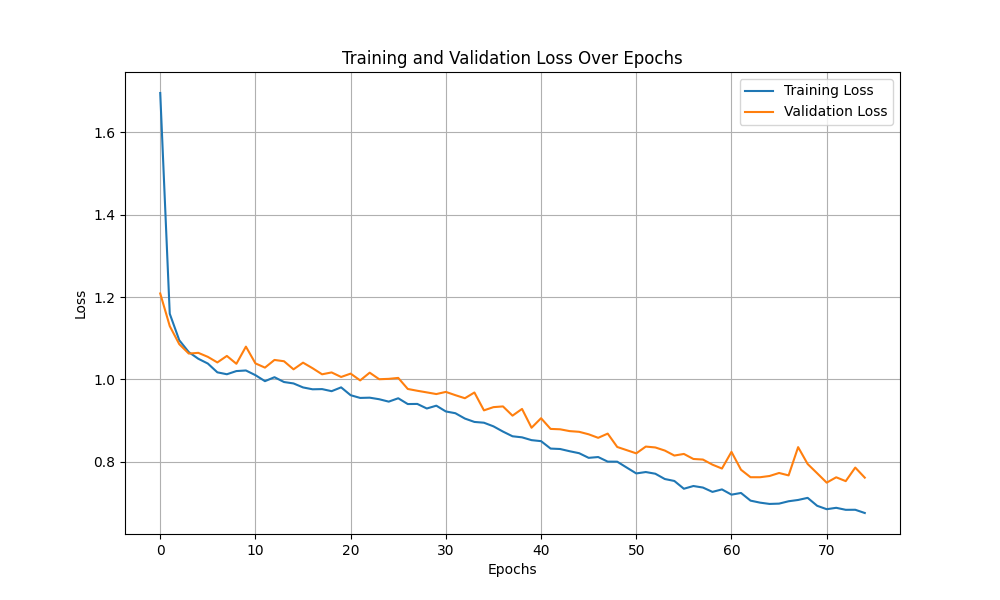 Training and Validation Loss Over Epochs
Training Loss
Validation Loss
1.6
1.4
1.2
1.0
0.8
Loss
0 10 20 30 40 50 60 70
Epochs